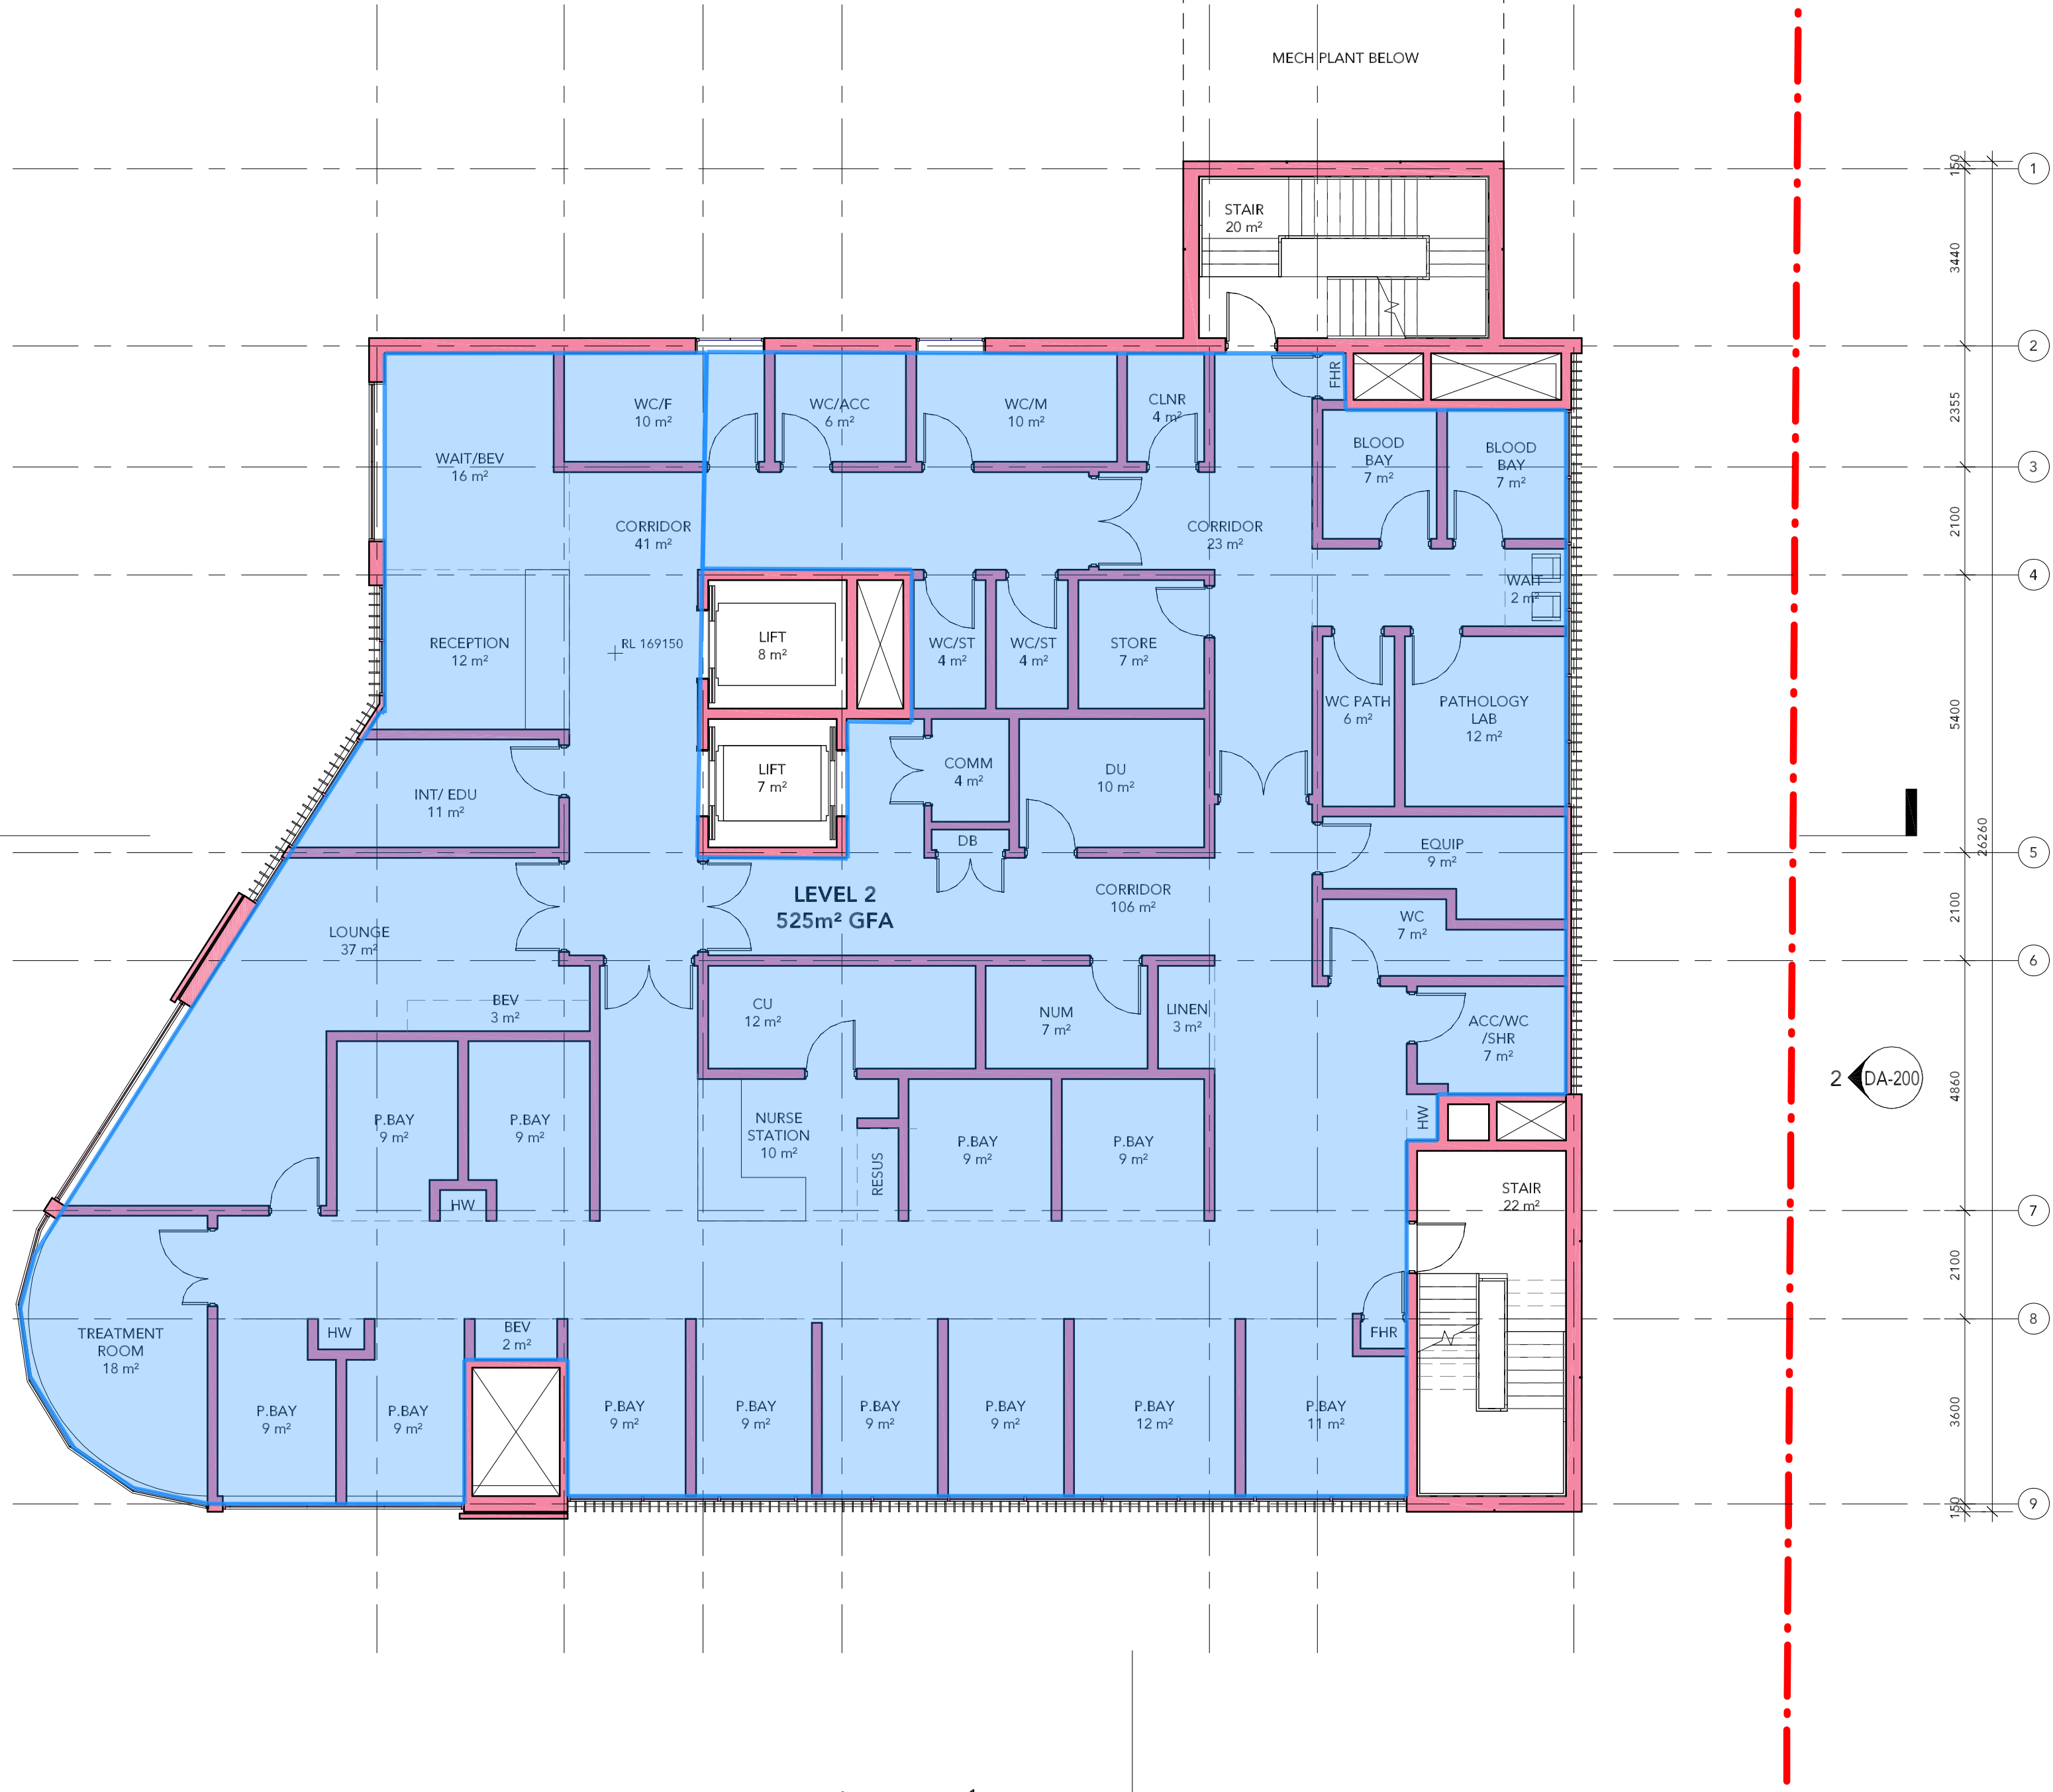 MECH PLANT BELOW
150
1
STAIR
20 m²
3440
2
FHR
WC/F
10 m²
WC/ACC
6 m²
WC/M
10 m²
CLNR
4 m²
2355
WAIT/BEV
16 m²
BLOOD
BAY
7 m²
BLOOD
BAY
7 m²
3
CORRIDOR
41 m²
CORRIDOR
23 m²
2100
4
WAIT
2 m²
RECEPTION
12 m²
RL 169150
LIFT
8 m²
WC/ST
4 m²
WC/ST
4 m²
STORE
7 m²
WC PATH
6 m²
PATHOLOGY
LAB
12 m²
5400
INT/ EDU
11 m²
LIFT
7 m²
COMM
4 m²
DU
10 m²
DB
EQUIP
9 m²
26260
5
LEVEL 2
525m² GFA
CORRIDOR
106 m²
LOUNGE
37 m²
WC
7 m²
2100
6
BEV
3 m²
CU
12 m²
NUM
7 m²
LINEN
3 m²
ACC/WC
/SHR
7 m²
4860
2
DA-200
P.BAY
9 m²
P.BAY
9 m²
NURSE
STATION
10 m²
RESUS
P.BAY
9 m²
P.BAY
9 m²
HW
HW
STAIR
22 m²
7
2100
TREATMENT
ROOM
18 m²
HW
BEV
2 m²
FHR
8
P.BAY
9 m²
P.BAY
9 m²
P.BAY
9 m²
P.BAY
9 m²
P.BAY
9 m²
P.BAY
9 m²
P.BAY
12 m²
P.BAY
11 m²
3600
150
9